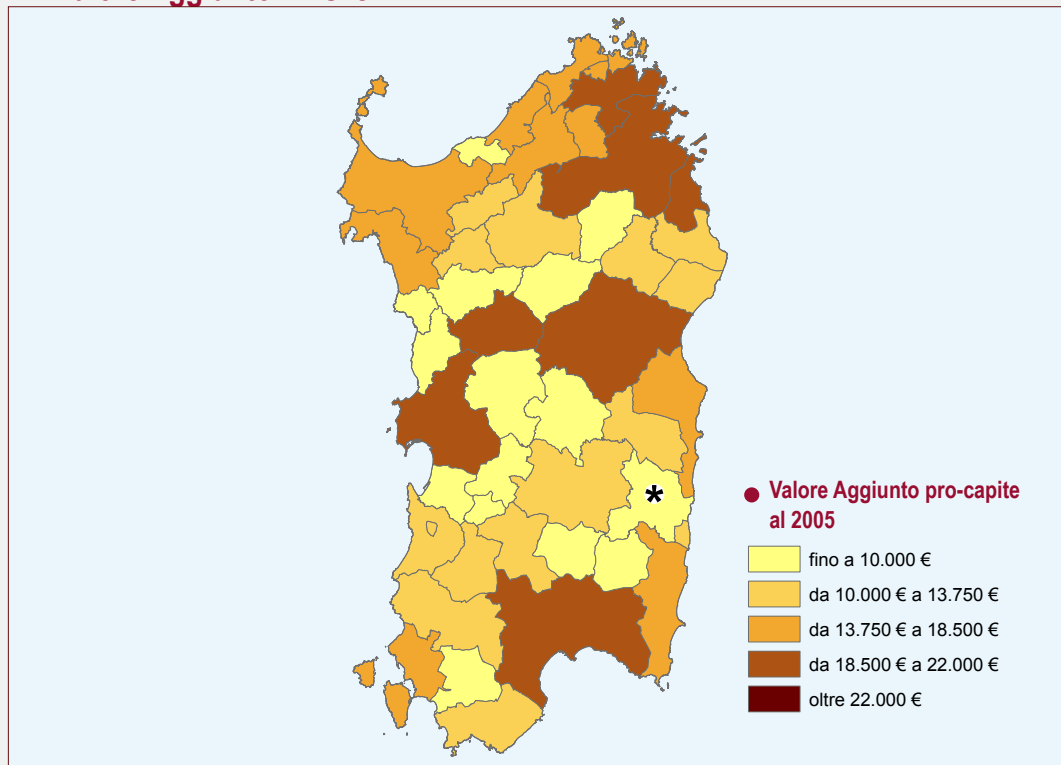 Valore Aggiunto pro-capite
al 2005
fino a 10.000 €
da 10.000 € a 13.750 €
da 13.750 € a 18.500 €
da 18.500 € a 22.000 €
oltre 22.000 €
*